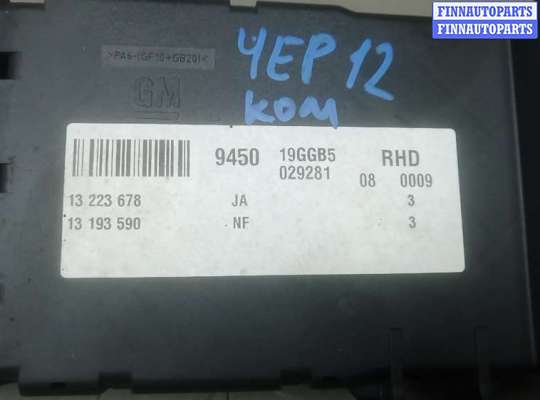 FINNAUTOPARTS
FINNAUTOPARTS
FINNAUTOPARTS
>PA6-(GF10+GB20)<
GM
ЧЕР 12
КОМ
9450 19GGB5 RHD
029281 08 0009
13 223 678 JA 3
13 193 590 NF 3